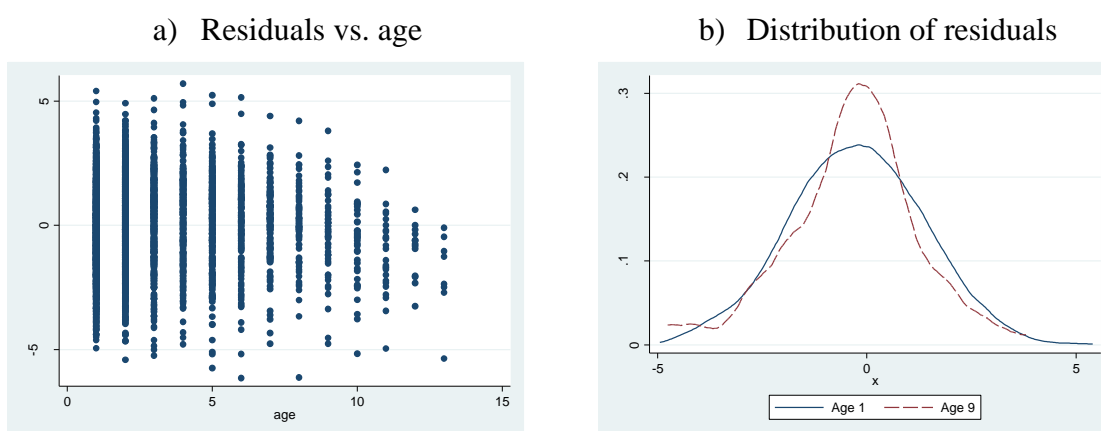 a) Residuals vs. age
5
0
-5
0
5
10
15
age
b) Distribution of residuals
.3
.2
.1
0
-5
0
5
x
Age 1
Age 9